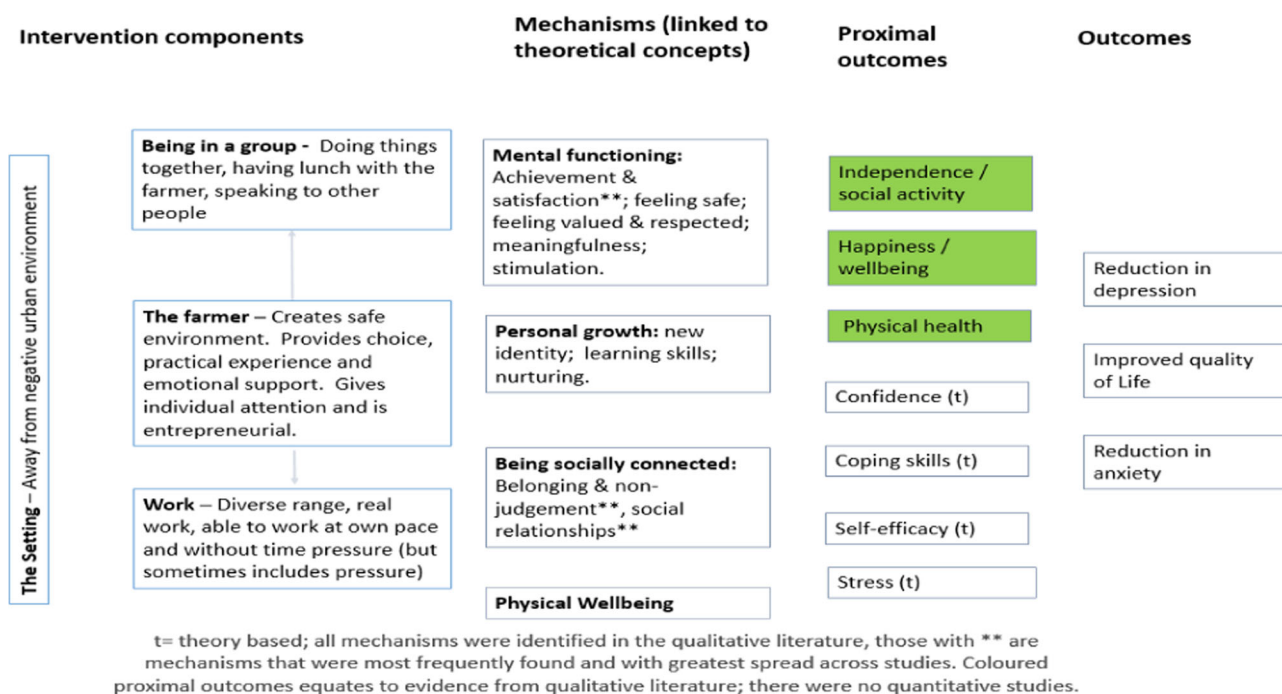 Intervention components
Mechanisms (linked to
theoretical concepts)
Proximal
outcomes
Outcomes
The Setting – Away from negative urban environment
Being in a group - Doing things
together, having lunch with the
farmer, speaking to other
people
The farmer – Creates safe
environment. Provides choice,
practical experience and
emotional support. Gives
individual attention and is
entrepreneurial.
Work – Diverse range, real
work, able to work at own pace
and without time pressure (but
sometimes includes pressure)
Mental functioning:
Achievement &
satisfaction**; feeling safe;
feeling valued & respected;
meaningfulness;
stimulation.
Personal growth: new
identity; learning skills;
nurturing.
Being socially connected:
Belonging & non-
judgement**, social
relationships**
Physical Wellbeing
Independence /
social activity
Happiness /
wellbeing
Physical health
Confidence (t)
Coping skills (t)
Self-efficacy (t)
Stress (t)
Reduction in
depression
Improved quality
of Life
Reduction in
anxiety
t= theory based; all mechanisms were identified in the qualitative literature, those with ** are
mechanisms that were most frequently found and with greatest spread across studies. Coloured
proximal outcomes equates to evidence from qualitative literature; there were no quantitative studies.